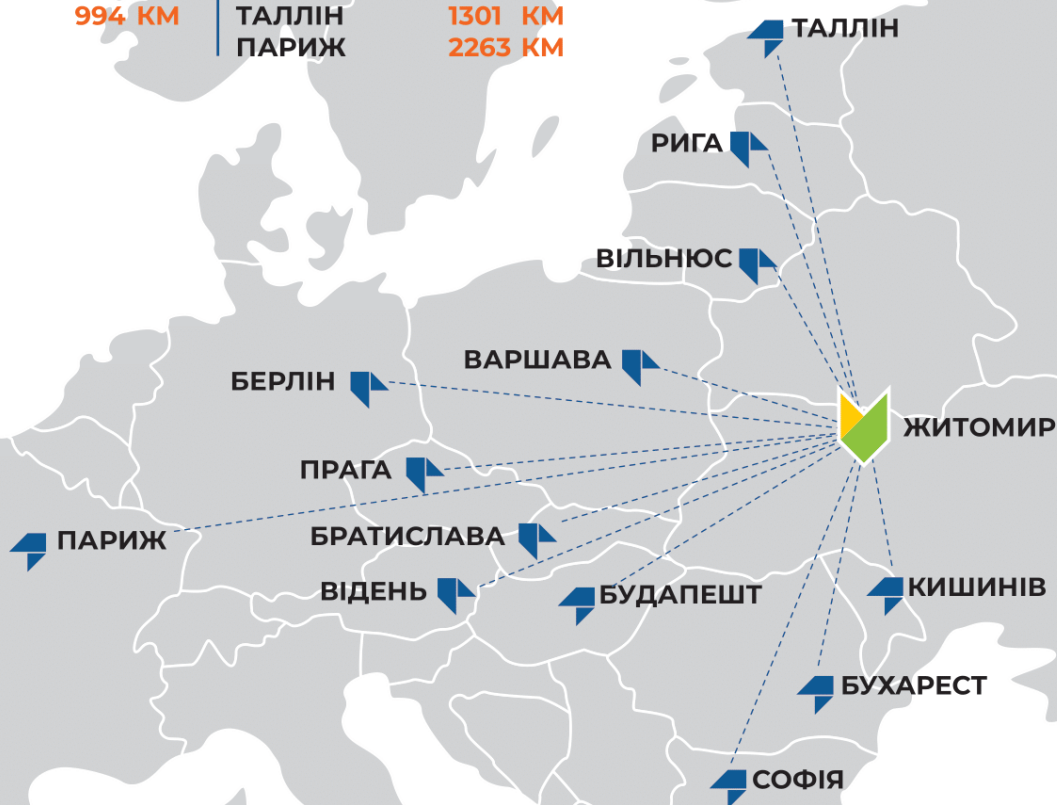 994 КМ ТАЛЛІН 1301 КМ
ПАРИЖ 2263 КМ
ТАЛЛІН
РИГА
ВІЛЬНЮС
ВАРШАВА
БЕРЛІН
ЖИТОМИР
ПРАГА
БРАТИСЛАВА
ПАРИЖ
ВІДЕНЬ
БУДАПЕШТ
КИШИНІВ
БУХАРЕСТ
СОФІЯ